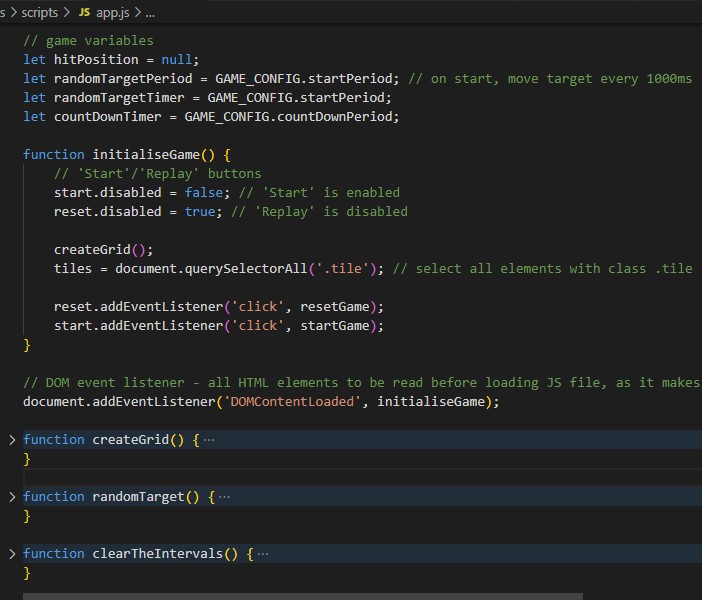 s > scripts > JS app.js > ...
// game variables
let hitPosition = null;
let randomTargetPeriod = GAME_CONFIG.startPeriod; // on start, move target every 1000ms
let randomTargetTimer = GAME_CONFIG.startPeriod;
let countDownTimer = GAME_CONFIG.countDownPeriod;
function initialiseGame() {
// 'Start'/'Replay' buttons
start.disabled = false; // 'Start' is enabled
reset.disabled = true; // 'Replay' is disabled
createGrid();
tiles = document.querySelectorAll('.tile'); // select all elements with class .tile
reset.addEventListener('click', resetGame);
start.addEventListener('click', startGame);
}
// DOM event listener - all HTML elements to be read before loading JS file, as it makes
document.addEventListener('DOMContentLoaded', initialiseGame);
> function createGrid() { ...
}
> function randomTarget() { ...
}
> function clearTheIntervals() { ...
}